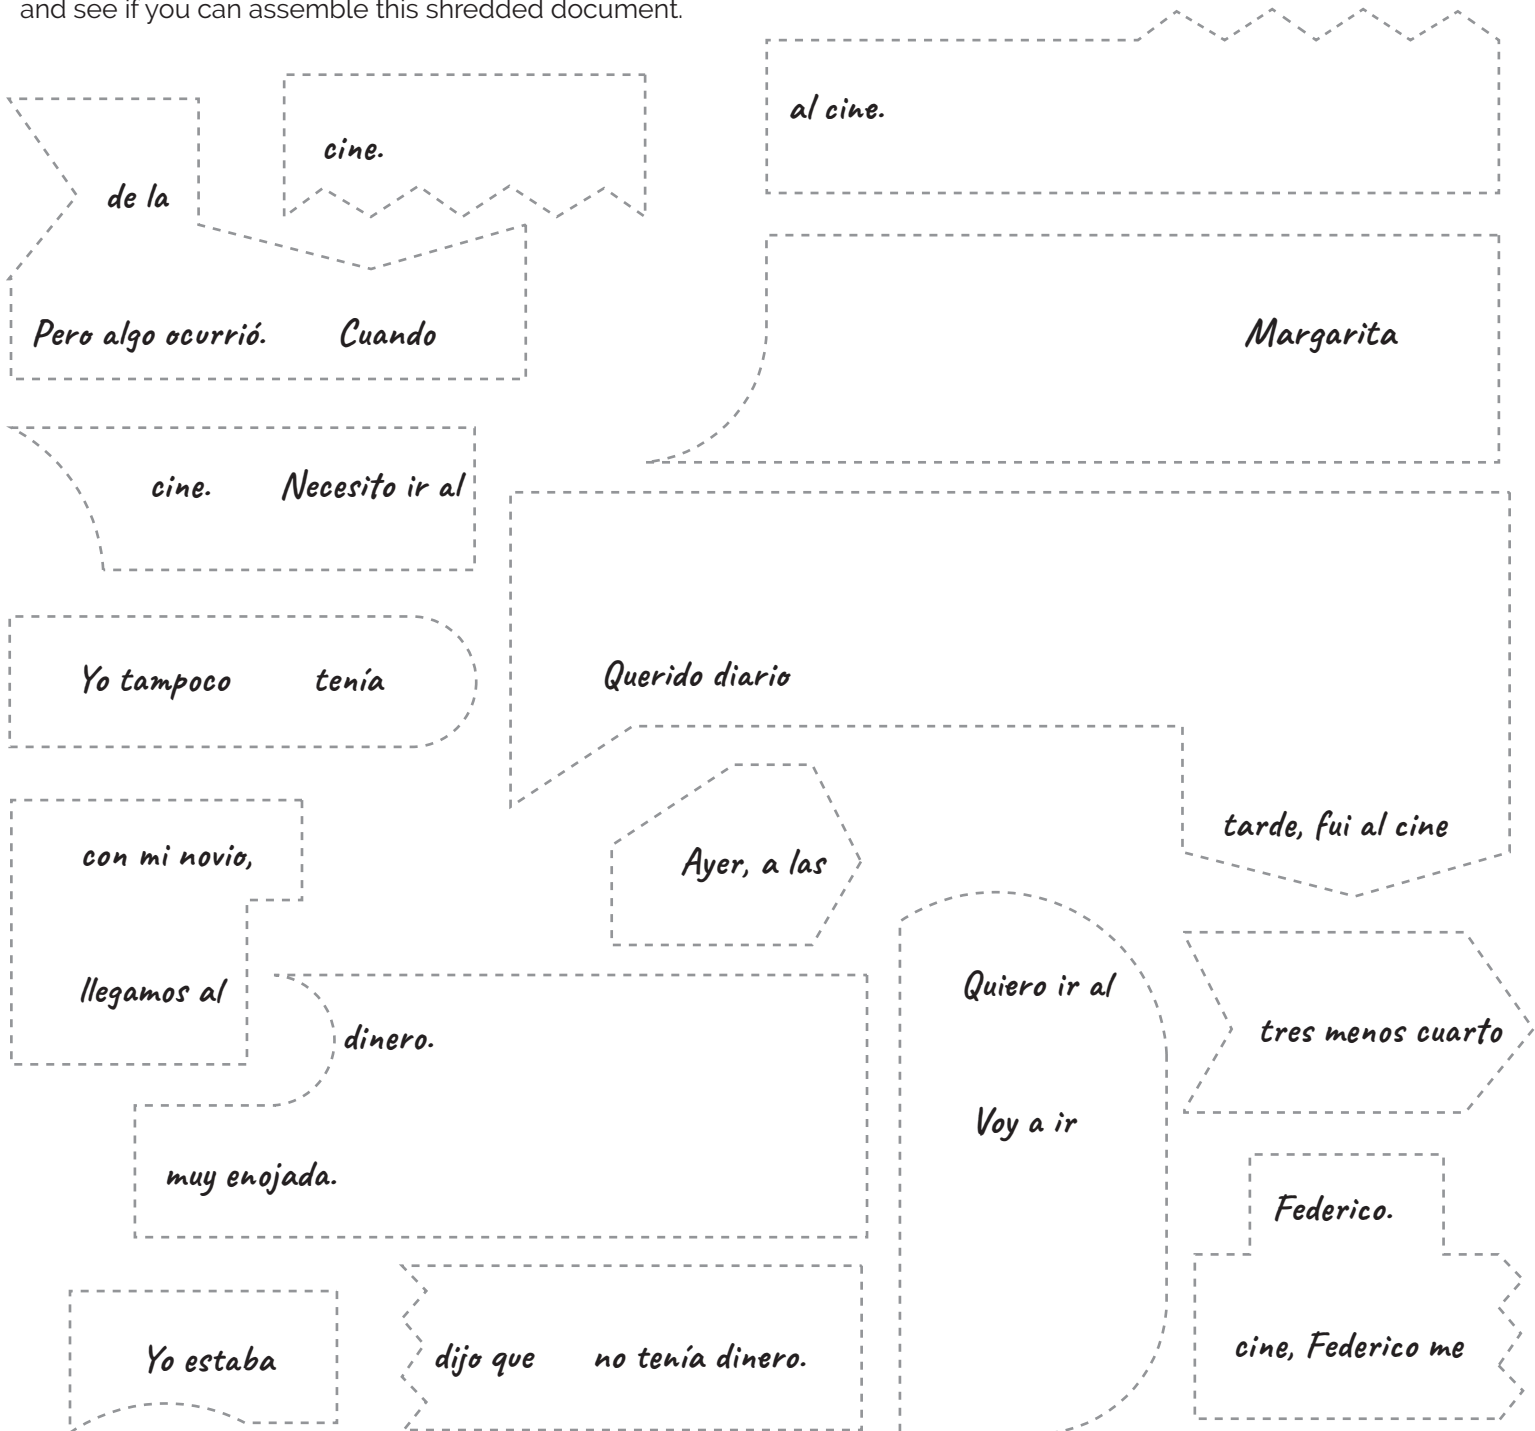 and see if you can assemble this shredded document.
al cine.
cine.
de la
Pero algo ocurrió. Cuando
Margarita
cine. Necesito ir al
Querido diario
tarde, fui al cine
Yo tampoco tenía
con mi novio,
llegamos al
Ayer, a las
Quiero ir al
Voy a ir
tres menos cuarto
dinero.
muy enojada.
Federico.
cine, Federico me
Yo estaba
dijo que no tenía dinero.